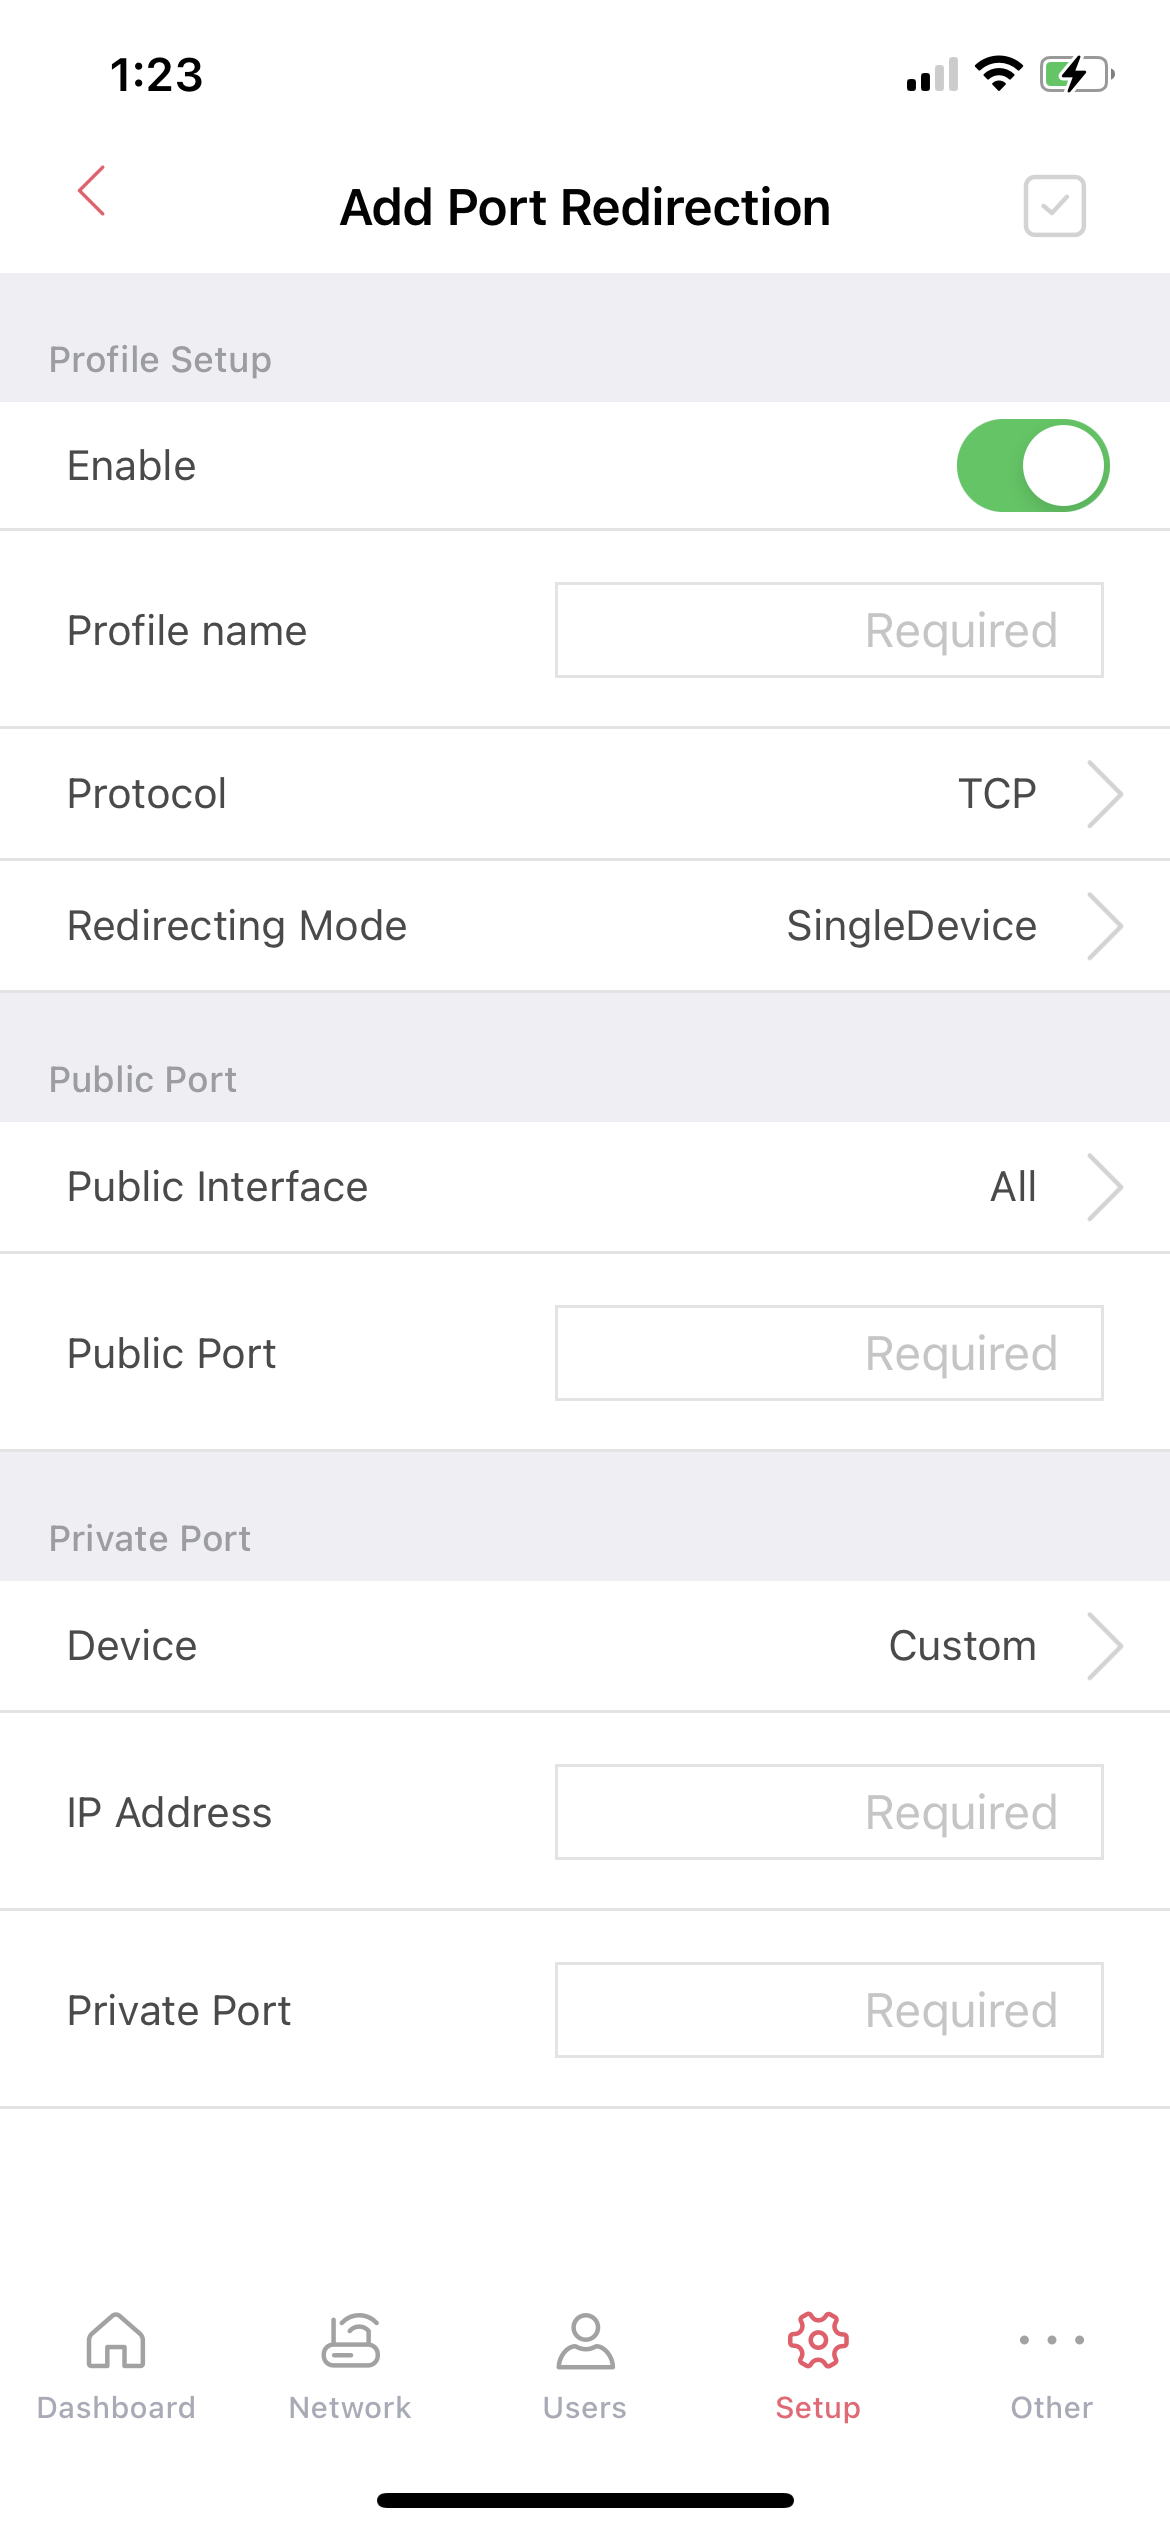 1:23
Add Port Redirection
Profile Setup
Enable
Profile name Required
Protocol TCP
Redirecting Mode SingleDevice
Public Port
Public Interface All
Public Port Required
Private Port
Device Custom
IP Address Required
Private Port Required
Dashboard Network Users Setup Other